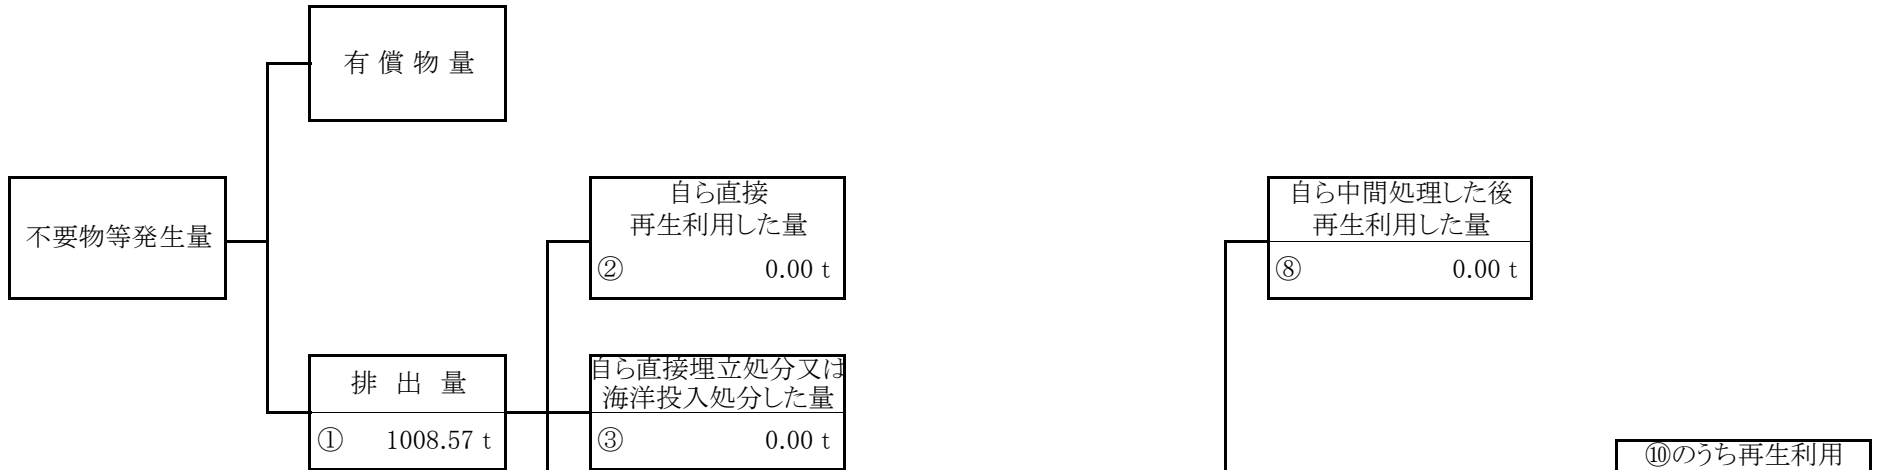 有 償 物 量
不要物等発生量
自ら直接
再生利用した量
② 0.00 t
自ら中間処理した後
再生利用した量
⑧ 0.00 t
排 出 量
① 1008.57 t
自ら直接埋立処分又は
海洋投入処分した量
③ 0.00 t
⑩のうち再生利用